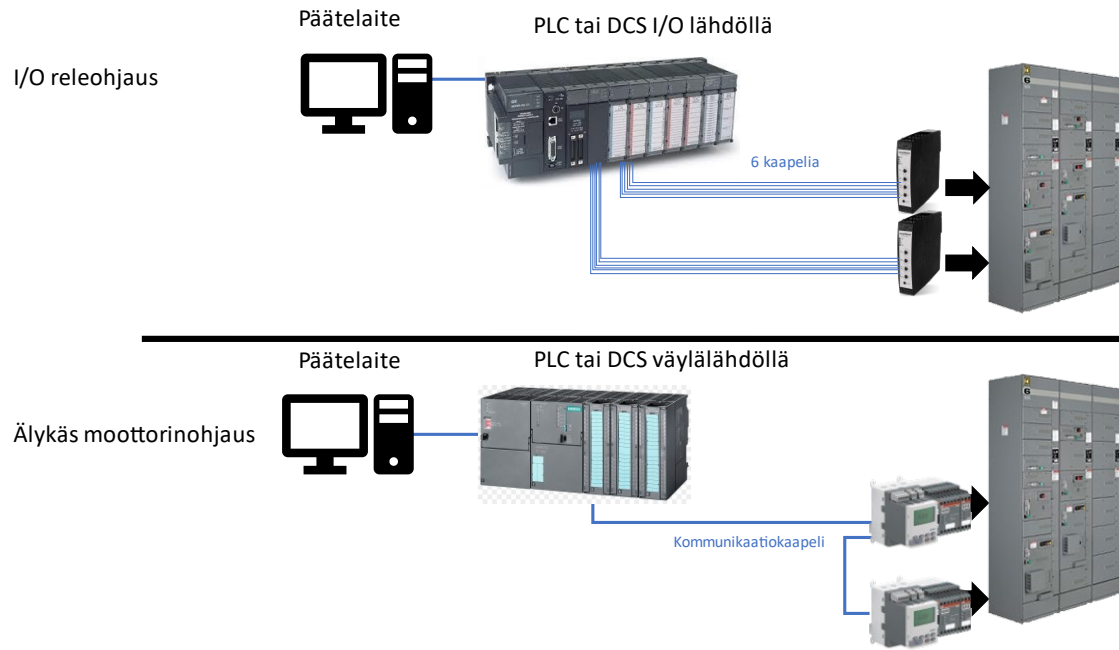 Päätelaite
PLC tai DCS I/O lähdöllä
I/O releohjaus
6 kaapelia
Päätelaite
PLC tai DCS väylälähdöllä
Älykäs moottorinohjaus
Kommunikaatiokaapeli